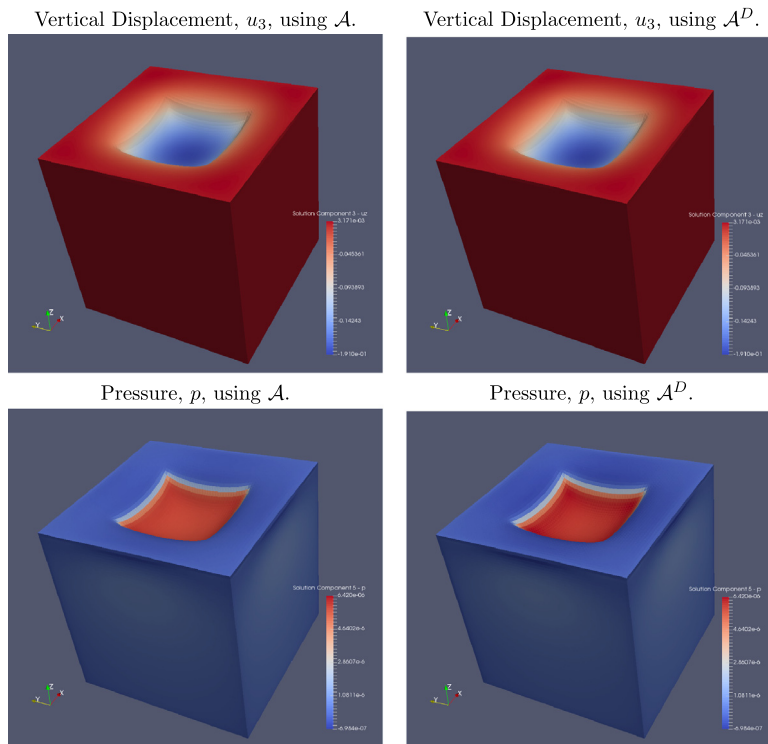 Vertical Displacement, u₃, using 𝒜.
Vertical Displacement, u₃, using 𝒜ᴰ.
Solution Component 3 - uz
3.171e-03
-0.045361
-0.093893
-0.14243
-1.910e-01
Z
Y
X
Solution Component 3 - uz
3.171e-03
-0.045361
-0.093893
-0.14243
-1.910e-01
Z
Y
X
Pressure, p, using 𝒜.
Pressure, p, using 𝒜ᴰ.
Solution Component 5 - p
6.420e-06
4.6402e-6
2.8607e-6
1.0811e-6
-6.984e-07
Z
Y
X
Solution Component 5 - p
6.420e-06
4.6402e-6
2.8607e-6
1.0811e-6
-6.984e-07
Z
Y
X